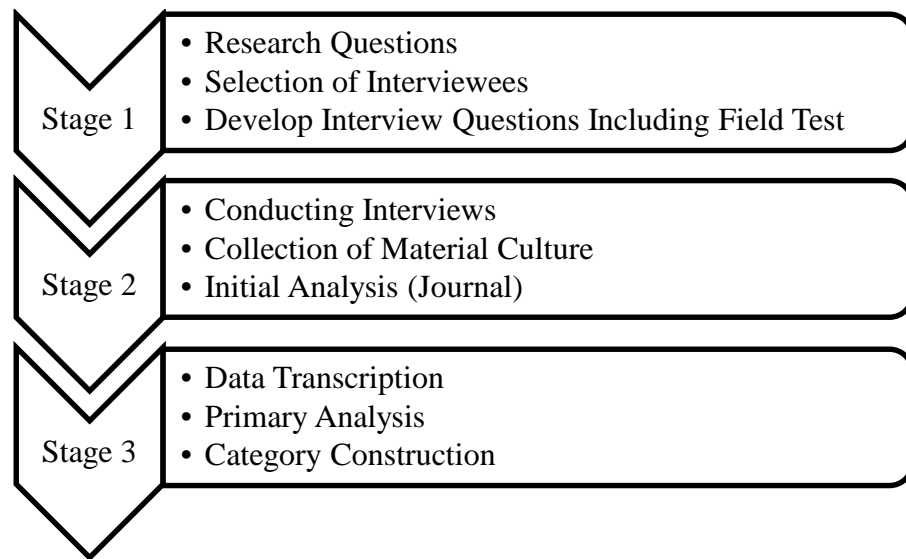 Stage 1
• Research Questions
• Selection of Interviewees
• Develop Interview Questions Including Field Test
Stage 2
• Conducting Interviews
• Collection of Material Culture
• Initial Analysis (Journal)
Stage 3
• Data Transcription
• Primary Analysis
• Category Construction